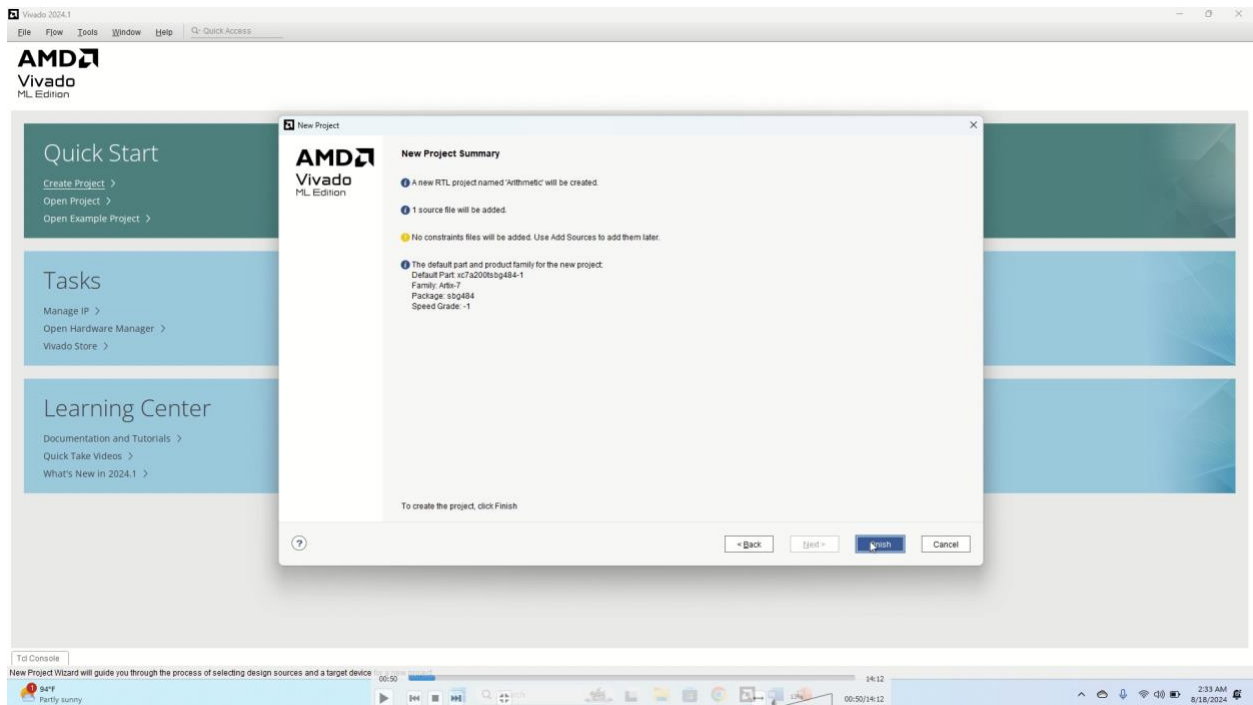 Vivado 2024.1
File Flow Tools Window Help Quick Access
AMD
Vivado
ML Edition
Quick Start
Create Project >
Open Project >
Open Example Project >
Tasks
Manage IP >
Open Hardware Manager >
Vivado Store >
Learning Center
Documentation and Tutorials >
Quick Take Videos >
What's New in 2024.1 >
New Project
AMD
Vivado
ML Edition
New Project Summary
A new RTL project named 'Arithmetic' will be created.
1 source file will be added.
No constraints files will be added. Use Add Sources to add them later.
The default part and product family for the new project:
Default Part: xc7a200tsbg484-1
Family: Artix-7
Package: sbg484
Speed Grade: -1
To create the project, click Finish
?
< Back Next > Finish Cancel
Tcl Console
New Project Wizard will guide you through the process of selecting design sources and a target device for a new project
00:50 14:12
1 94°F
Partly sunny
00:50/14:12
2:33 AM
8/18/2024